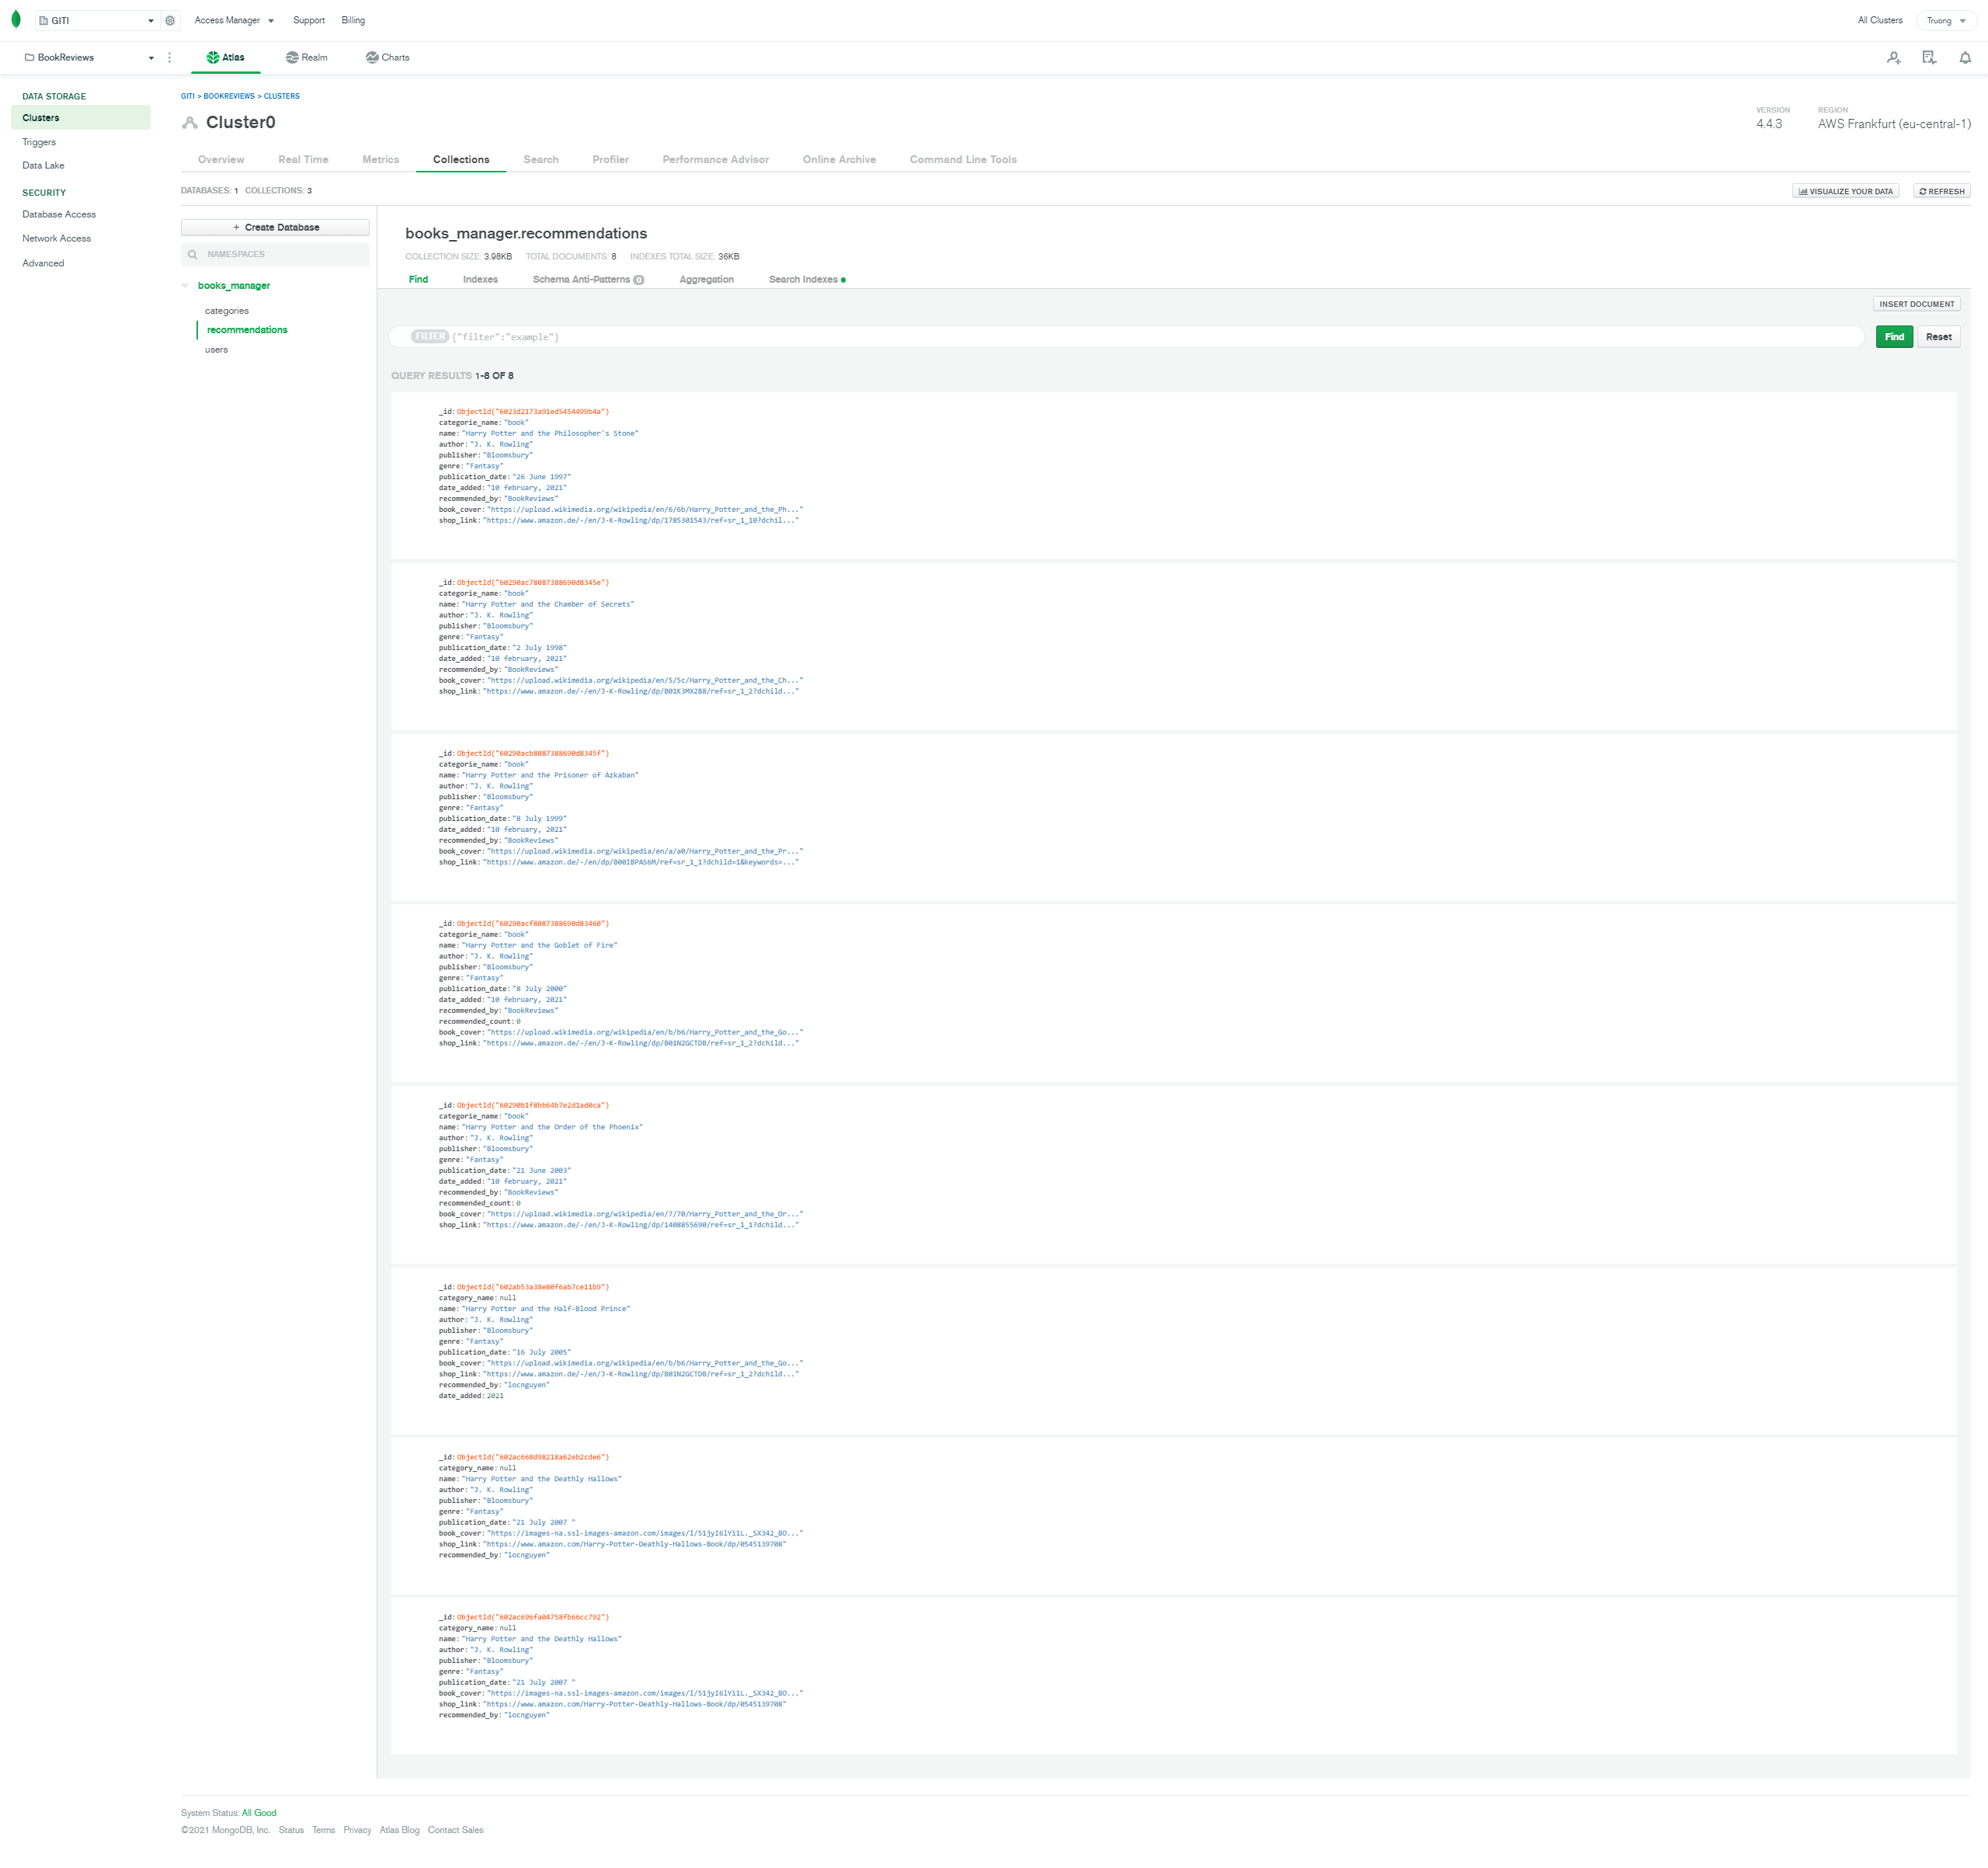 GITI Access Manager Support Billing All Clusters Truong
BookReviews Atlas Realm Charts
DATA STORAGE
Clusters
Triggers
Data Lake
SECURITY
Database Access
Network Access
Advanced
GITI > BOOKREVIEWS > CLUSTERS
Cluster0
VERSION REGION
4.4.3 AWS Frankfurt (eu-central-1)
Overview Real Time Metrics Collections Search Profiler Performance Advisor Online Archive Command Line Tools
DATABASES: 1 COLLECTIONS: 3 VISUALIZE YOUR DATA REFRESH
+ Create Database
NAMESPACES
books_manager
categories
recommendations
users
books_manager.recommendations
COLLECTION SIZE: 3.98KB TOTAL DOCUMENTS: 8 INDEXES TOTAL SIZE: 36KB
Find Indexes Schema Anti-Patterns 0 Aggregation Search Indexes
INSERT DOCUMENT
FILTER {"filter":"example"} Find Reset
QUERY RESULTS 1-8 OF 8
_id: ObjectId("6023d2173a91ed5454499b4a")
categorie_name: "book"
name: "Harry Potter and the Philosopher's Stone"
author: "J. K. Rowling"
publisher: "Bloomsbury"
genre: "Fantasy"
publication_date: "26 June 1997"
date_added: "10 february, 2021"
recommended_by: "BookReviews"
book_cover: "https://upload.wikimedia.org/wikipedia/en/6/6b/Harry_Potter_and_the_Ph..."
shop_link: "https://www.amazon.de/-/en/J-K-Rowling/dp/1785301543/ref=sr_1_10?dchil..."
_id: ObjectId("60290ac78087388690d8345e")
categorie_name: "book"
name: "Harry Potter and the Chamber of Secrets"
author: "J. K. Rowling"
publisher: "Bloomsbury"
genre: "Fantasy"
publication_date: "2 July 1998"
date_added: "10 february, 2021"
recommended_by: "BookReviews"
book_cover: "https://upload.wikimedia.org/wikipedia/en/5/5c/Harry_Potter_and_the_Ch..."
shop_link: "https://www.amazon.de/-/en/J-K-Rowling/dp/B01K3MX2B8/ref=sr_1_2?dchild..."
_id: ObjectId("60290acb8087388690d8345f")
categorie_name: "book"
name: "Harry Potter and the Prisoner of Azkaban"
author: "J. K. Rowling"
publisher: "Bloomsbury"
genre: "Fantasy"
publication_date: "8 July 1999"
date_added: "10 february, 2021"
recommended_by: "BookReviews"
book_cover: "https://upload.wikimedia.org/wikipedia/en/a/a0/Harry_Potter_and_the_Pr..."
shop_link: "https://www.amazon.de/-/en/dp/B00IBPAS6M/ref=sr_1_1?dchild=1&keywords=..."
_id: ObjectId("60290acf8087388690d83460")
categorie_name: "book"
name: "Harry Potter and the Goblet of Fire"
author: "J. K. Rowling"
publisher: "Bloomsbury"
genre: "Fantasy"
publication_date: "8 July 2000"
date_added: "10 february, 2021"
recommended_by: "BookReviews"
recommended_count: 0
book_cover: "https://upload.wikimedia.org/wikipedia/en/b/b6/Harry_Potter_and_the_Go..."
shop_link: "https://www.amazon.de/-/en/J-K-Rowling/dp/B01N2GCTDB/ref=sr_1_2?dchild..."
_id: ObjectId("60290b1f8bb64b7e2d1ad0ca")
categorie_name: "book"
name: "Harry Potter and the Order of the Phoenix"
author: "J. K. Rowling"
publisher: "Bloomsbury"
genre: "Fantasy"
publication_date: "21 June 2003"
date_added: "10 february, 2021"
recommended_by: "BookReviews"
recommended_count: 0
book_cover: "https://upload.wikimedia.org/wikipedia/en/7/70/Harry_Potter_and_the_Or..."
shop_link: "https://www.amazon.de/-/en/J-K-Rowling/dp/1408855690/ref=sr_1_1?dchild..."
_id: ObjectId("602ab53a38e80f6ab7ce11b9")
category_name: null
name: "Harry Potter and the Half-Blood Prince"
author: "J. K. Rowling"
publisher: "Bloomsbury"
genre: "Fantasy"
publication_date: "16 July 2005"
book_cover: "https://upload.wikimedia.org/wikipedia/en/b/b6/Harry_Potter_and_the_Go..."
shop_link: "https://www.amazon.de/-/en/J-K-Rowling/dp/B01N2GCTDB/ref=sr_1_2?dchild..."
recommended_by: "locnguyen"
date_added: 2021
_id: ObjectId("602ac668d98218a62eb2cde6")
category_name: null
name: "Harry Potter and the Deathly Hallows"
author: "J. K. Rowling"
publisher: "Bloomsbury"
genre: "Fantasy"
publication_date: "21 July 2007 "
book_cover: "https://images-na.ssl-images-amazon.com/images/I/51jyI6lYi1L._SX342_BO..."
shop_link: "https://www.amazon.com/Harry-Potter-Deathly-Hallows-Book/dp/0545139708"
recommended_by: "locnguyen"
_id: ObjectId("602ac696fa04758fb66cc792")
category_name: null
name: "Harry Potter and the Deathly Hallows"
author: "J. K. Rowling"
publisher: "Bloomsbury"
genre: "Fantasy"
publication_date: "21 July 2007 "
book_cover: "https://images-na.ssl-images-amazon.com/images/I/51jyI6lYi1L._SX342_BO..."
shop_link: "https://www.amazon.com/Harry-Potter-Deathly-Hallows-Book/dp/0545139708"
recommended_by: "locnguyen"
System Status: All Good
©2021 MongoDB, Inc. Status Terms Privacy Atlas Blog Contact Sales